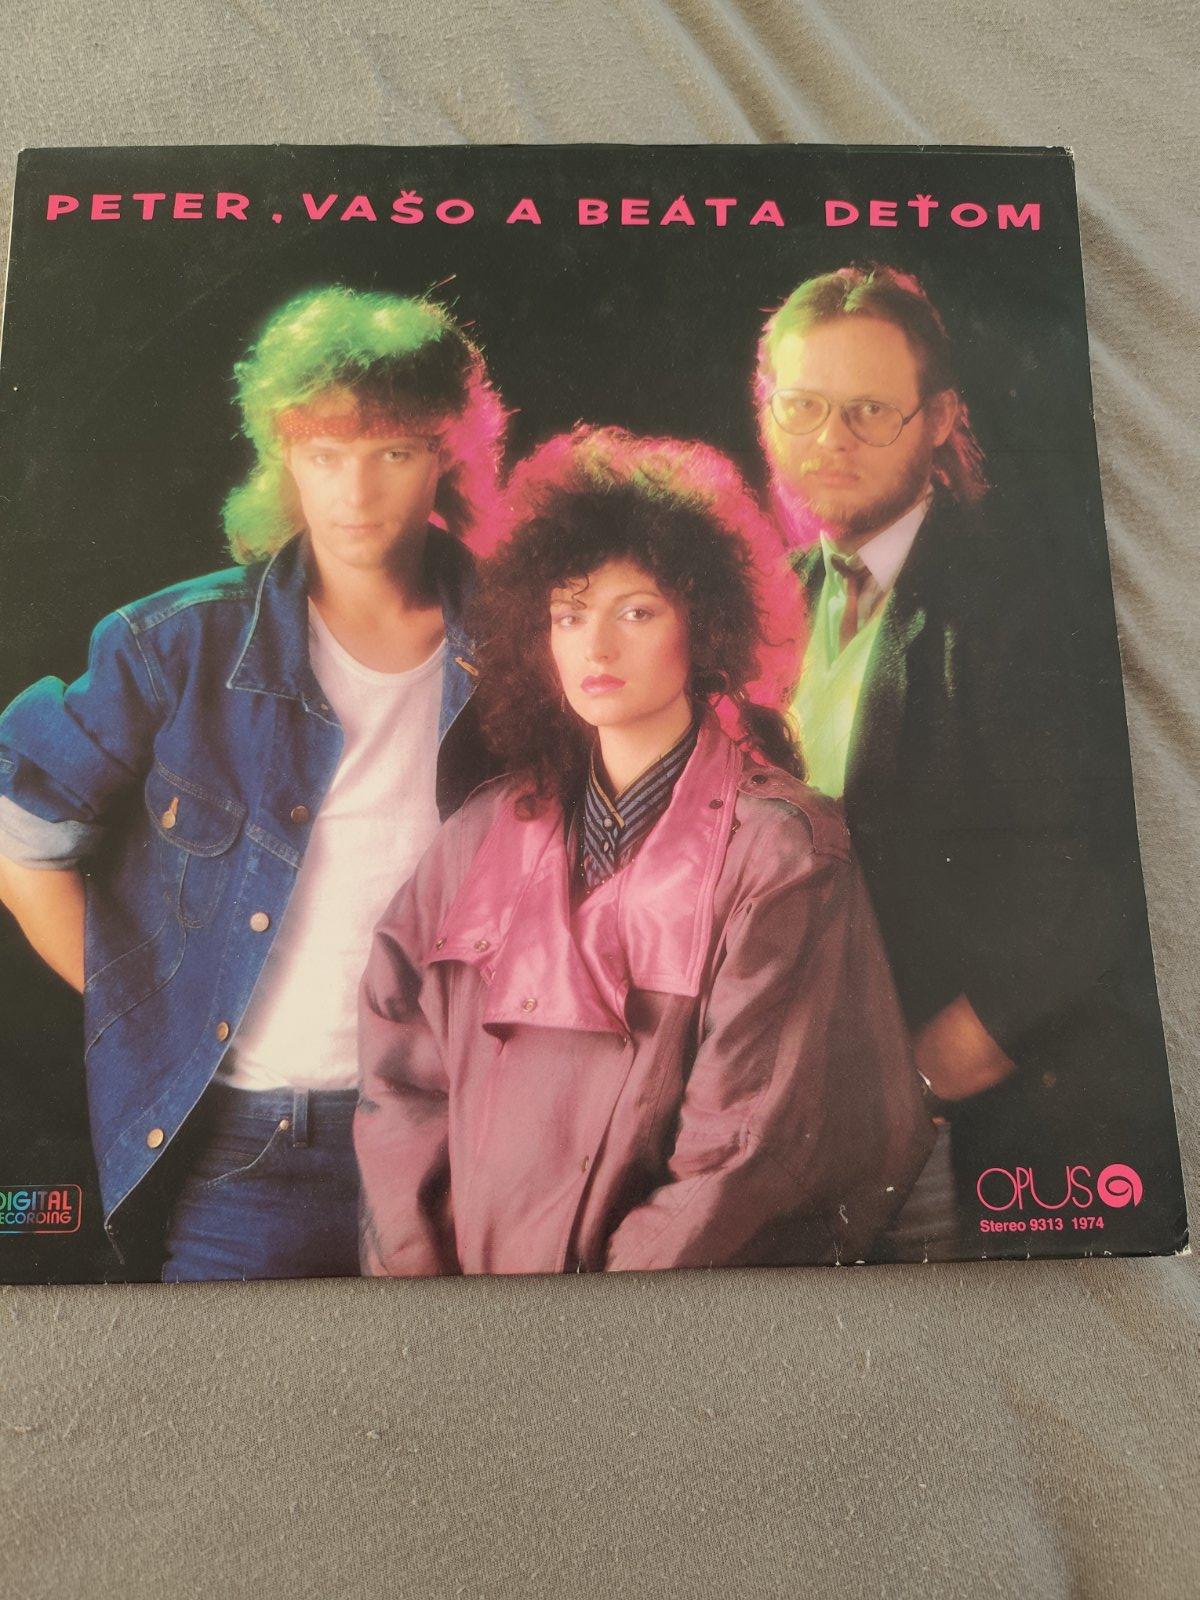 PETER, VAŠO A BEÁTA DEŤOM
DIGITAL
RECORDING
OPUS
Stereo 9313 1974